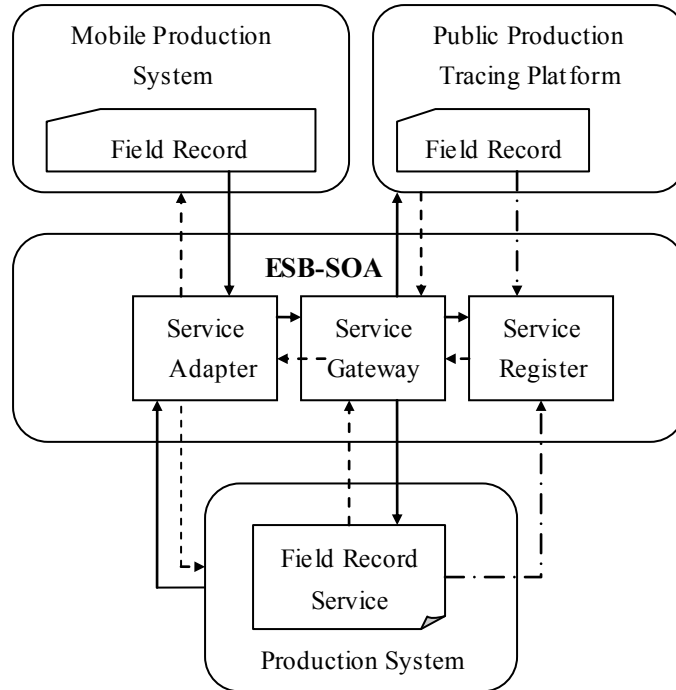 Mobile Production
System
Field Record
Public Production
Tracing Platform
Field Record
ESB-SOA
Service
Adapter
Service
Gateway
Service
Register
Field Record
Service
Production System